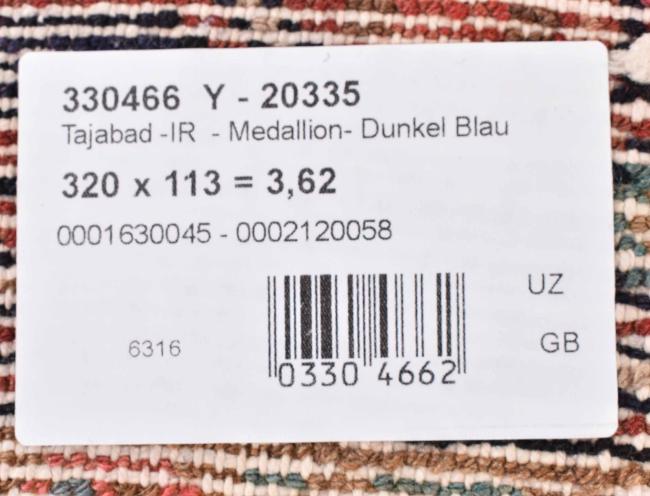 330466 Y - 20335
Tajabad -IR - Medallion- Dunkel Blau
320 x 113 = 3,62
0001630045 - 0002120058
UZ
6316
GB
0330 4662